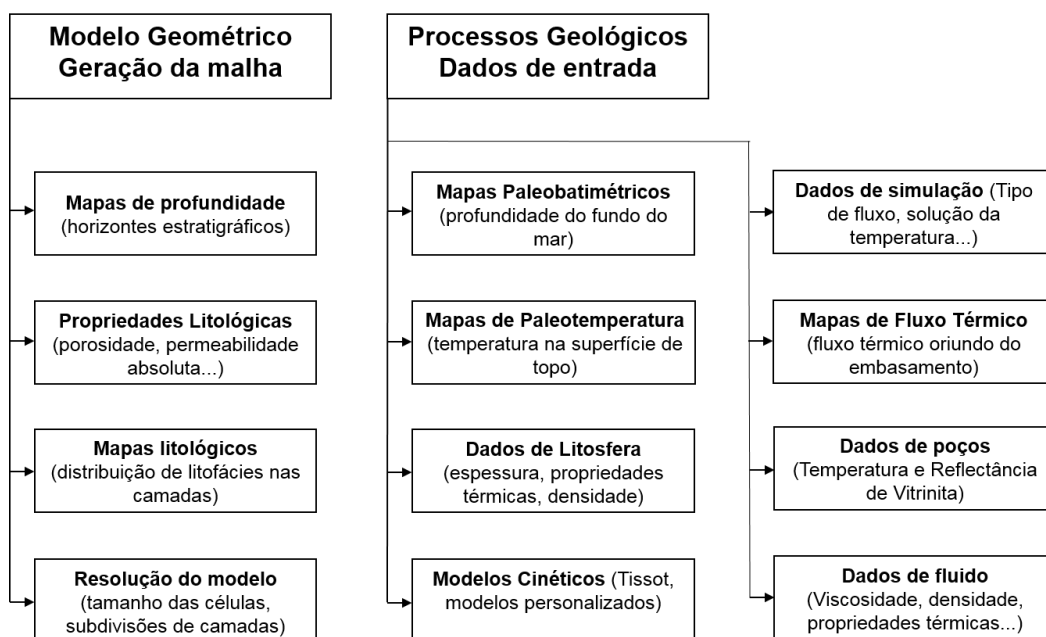 Modelo Geométrico
Geração da malha
Processos Geológicos
Dados de entrada
Mapas de profundidade
(horizontes estratigráficos)
Propriedades Litológicas
(porosidade, permeabilidade
absoluta...)
Mapas litológicos
(distribuição de litofácies nas
camadas)
Resolução do modelo
(tamanho das células,
subdivisões de camadas)
Mapas Paleobatimétricos
(profundidade do fundo do
mar)
Mapas de Paleotemperatura
(temperatura na superfície de
topo)
Dados de Litosfera
(espessura, propriedades
térmicas, densidade)
Modelos Cinéticos (Tissot,
modelos personalizados)
Dados de simulação (Tipo
de fluxo, solução da
temperatura...)
Mapas de Fluxo Térmico
(fluxo térmico oriundo do
embasamento)
Dados de poços
(Temperatura e Reflectância
de Vitrinita)
Dados de fluido
(Viscosidade, densidade,
propriedades térmicas...)